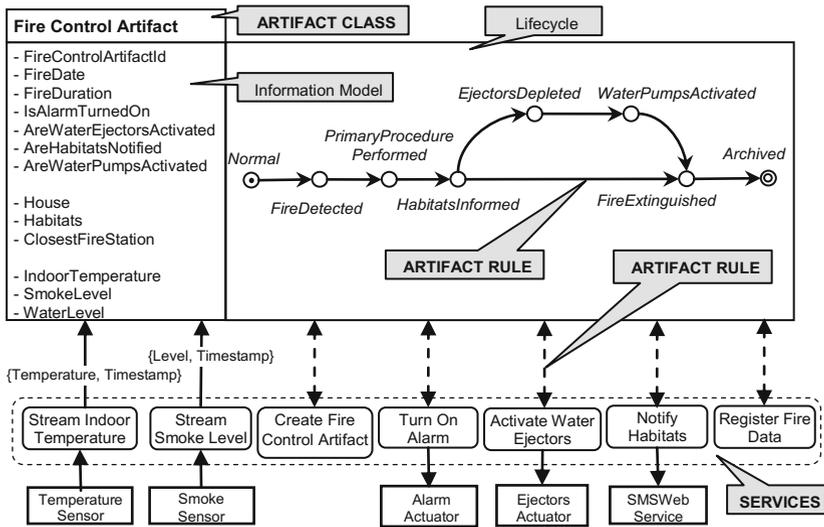 Fire Control Artifact
ARTIFACT CLASS
Lifecycle
- FireControlArtifactId
- FireDate
- FireDuration
- IsAlarmTurnedOn
- AreWaterEjectorsActivated
- AreHabitatsNotified
- AreWaterPumpsActivated
- House
- Habitats
- ClosestFireStation
- IndoorTemperature
- SmokeLevel
- WaterLevel
Information Model
EjectorsDepleted
WaterPumpsActivated
PrimaryProcedure
Performed
Normal
Archived
FireDetected
HabitatsInformed
FireExtinguished
ARTIFACT RULE
ARTIFACT RULE
{Level, Timestamp}
{Temperature, Timestamp}
Stream Indoor
Temperature
Stream
Smoke Level
Create Fire
Control Artifact
Turn On
Alarm
Activate Water
Ejectors
Notify
Habitats
Register Fire
Data
Temperature
Sensor
Smoke
Sensor
Alarm
Actuator
Ejectors
Actuator
SMSWeb
Service
SERVICES